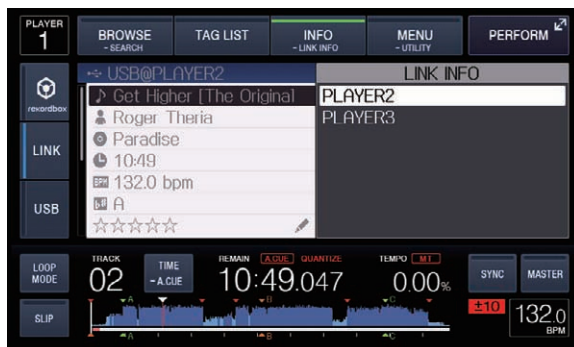 PLAYER
1
BROWSE
- SEARCH
TAG LIST
INFO
- LINK INFO
MENU
- UTILITY
PERFORM
rekordbox
LINK
USB
USB@PLAYER2
Get Higher [The Original
Roger Theria
Paradise
10:49
BPM 132.0 bpm
A
☆☆☆☆☆
LINK INFO
PLAYER2
PLAYER3
LOOP
MODE
TRACK
02
TIME
- A.CUE
REMAIN A.CUE QUANTIZE
10:49.047
TEMPO MT
0.00%
SYNC
MASTER
SLIP
A B C
A B C
±10
132.0
BPM